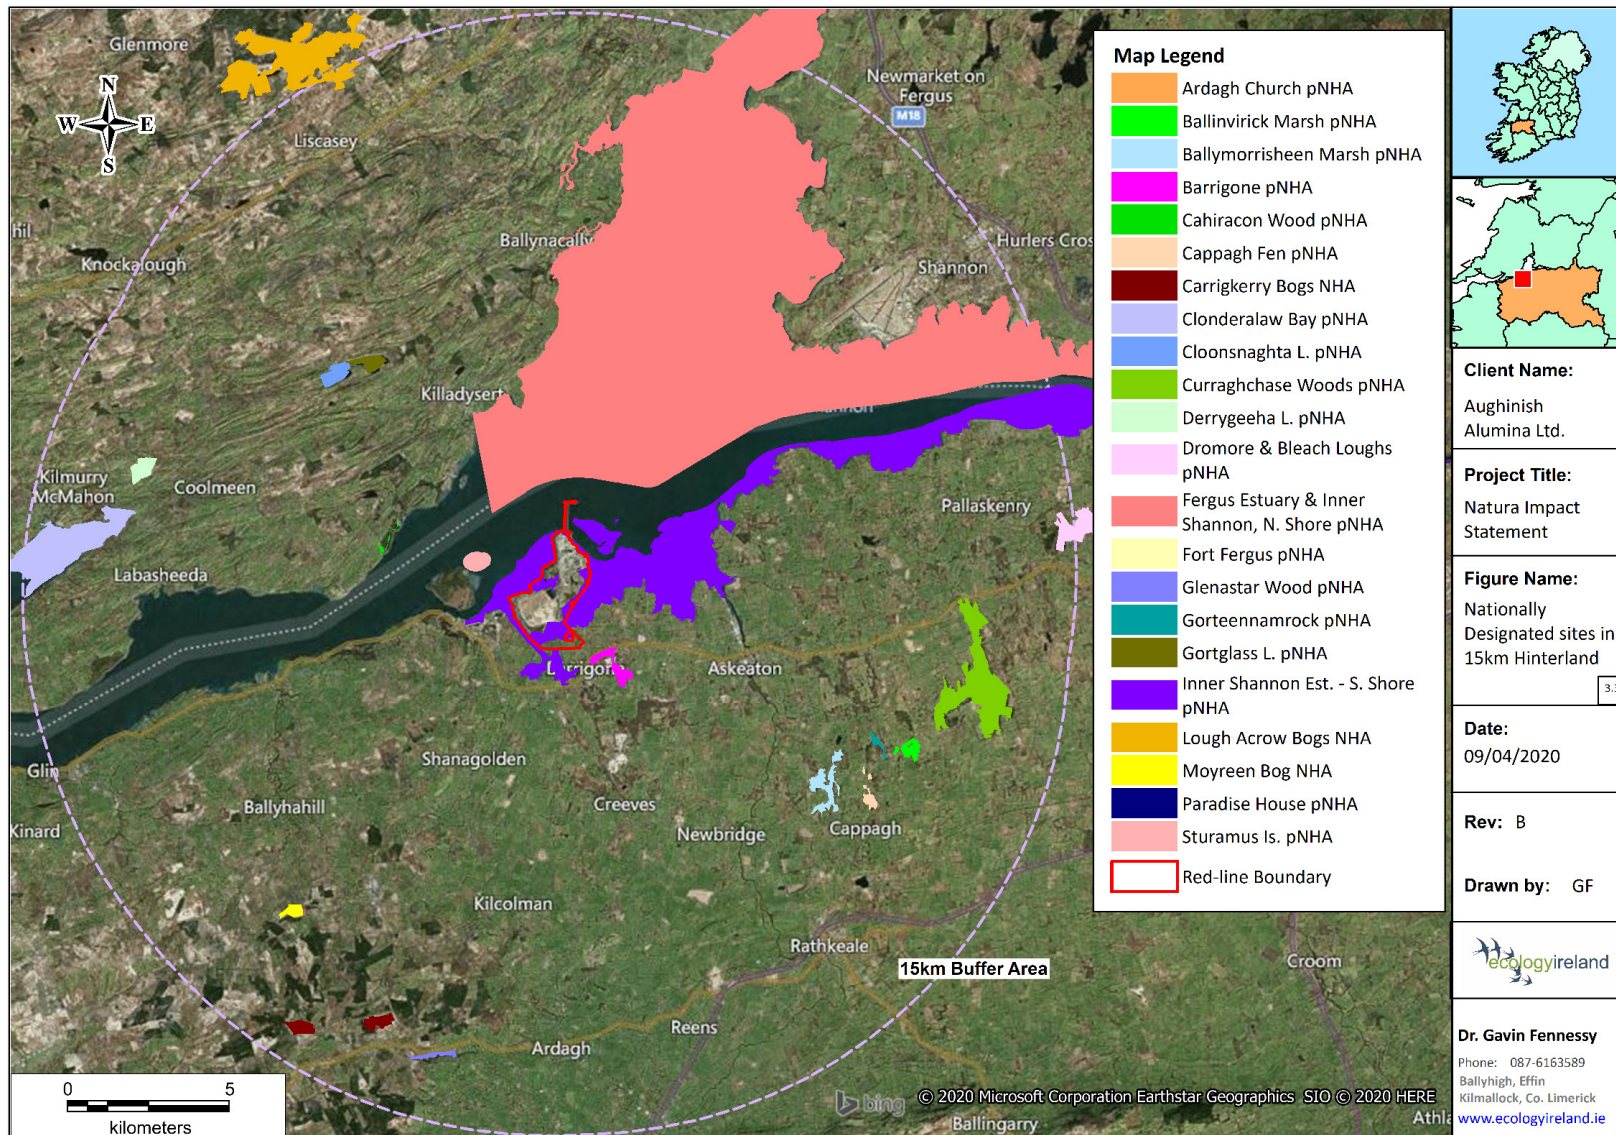 Glenmore
N
W
E
S
Liscasey
Newmarket on
Fergus
M18
hil
Knockalough
Ballynacally
Hurlers Cros
Shannon
Killadysert
Kilmurry
McMahon
Coolmeen
Labasheeda
Pallaskenry
Askeaton
Shanagolden
Glin
Ballyhahill
Kinard
Creeves
Newbridge
Cappagh
Kilcolman
Rathkeale
15km Buffer Area
Croom
Reens
Ardagh
Ballingarry
Athla
0 5
kilometers
bing
© 2020 Microsoft Corporation Earthstar Geographics SIO © 2020 HERE
Map Legend
Ardagh Church pNHA
Ballinvirick Marsh pNHA
Ballymorrisheen Marsh pNHA
Barrigone pNHA
Cahiracon Wood pNHA
Cappagh Fen pNHA
Carrigkerry Bogs NHA
Clonderalaw Bay pNHA
Cloonsnaghta L. pNHA
Curraghchase Woods pNHA
Derrygeeha L. pNHA
Dromore & Bleach Loughs
pNHA
Fergus Estuary & Inner
Shannon, N. Shore pNHA
Fort Fergus pNHA
Glenastar Wood pNHA
Gorteennamrock pNHA
Gortglass L. pNHA
Inner Shannon Est. - S. Shore
pNHA
Lough Acrow Bogs NHA
Moyreen Bog NHA
Paradise House pNHA
Sturamus Is. pNHA
Red-line Boundary
Client Name:
Aughinish
Alumina Ltd.
Project Title:
Natura Impact
Statement
Figure Name:
Nationally
Designated sites in
15km Hinterland
3.3
Date:
09/04/2020
Rev: B
Drawn by: GF
ecologyireland
Dr. Gavin Fennessy
Phone: 087-6163589
Ballyhigh, Effin
Kilmallock, Co. Limerick
www.ecologyireland.ie